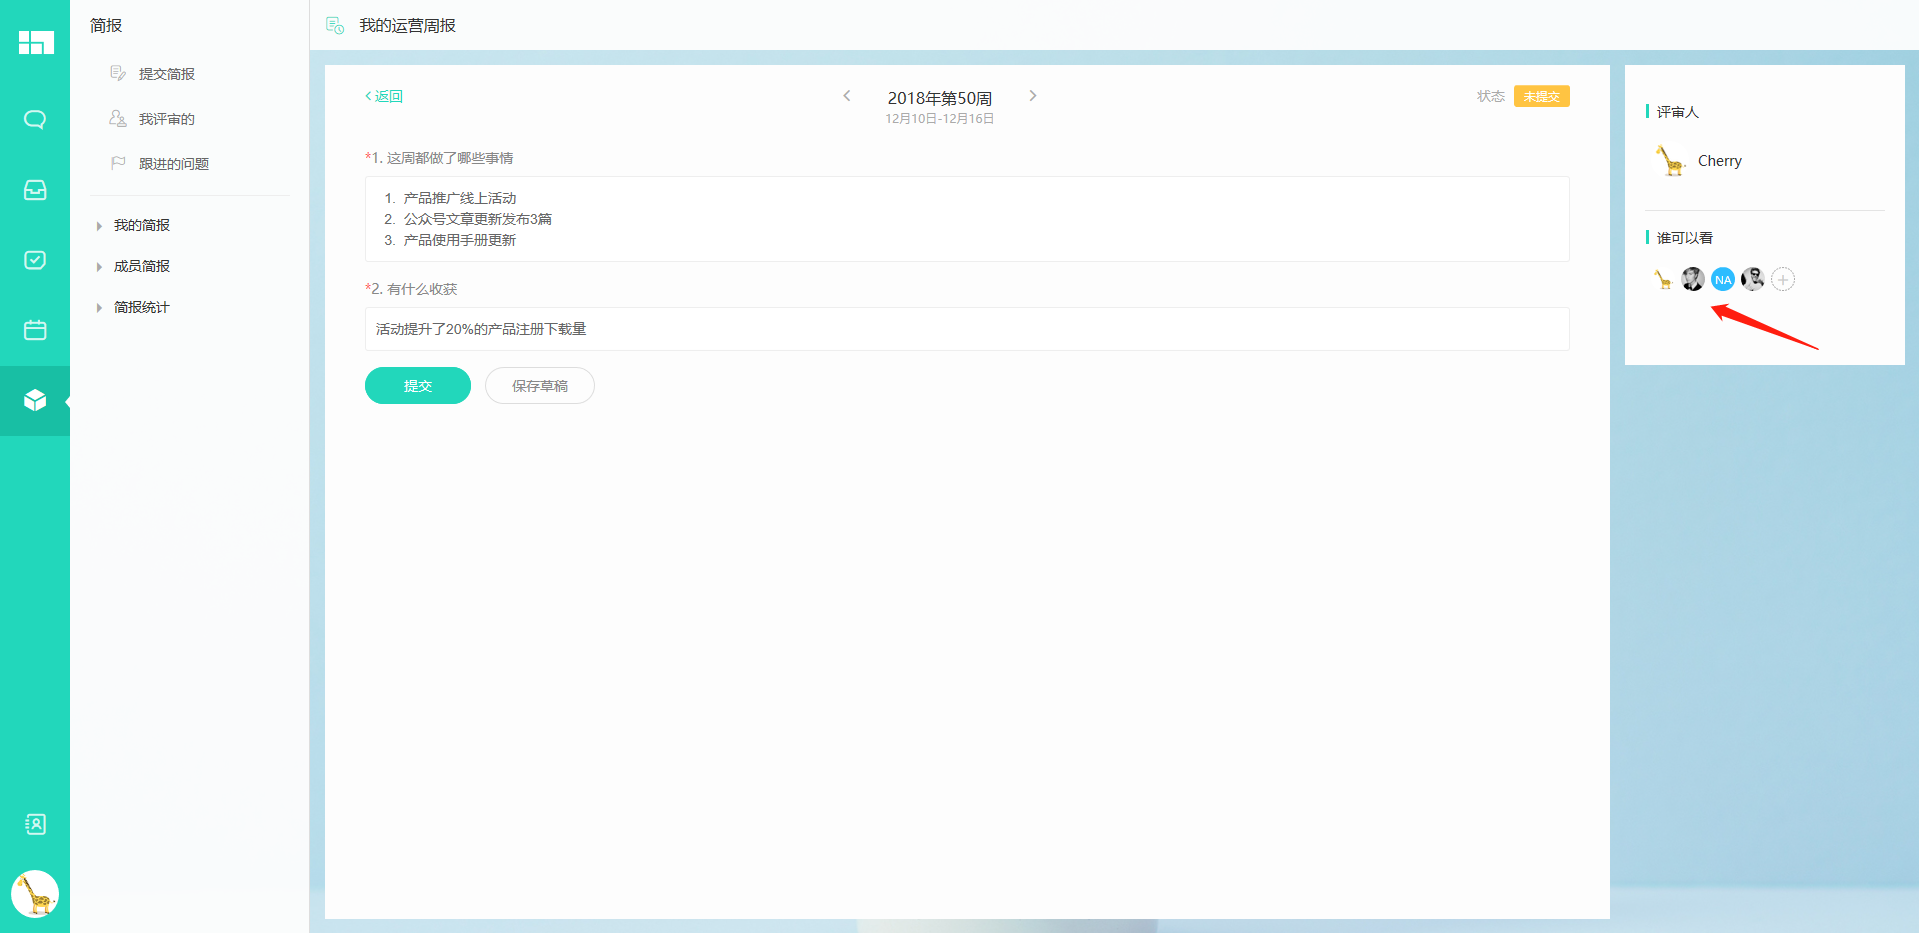 简报
提交简报
我评审的
跟进的问题
我的简报
成员简报
简报统计
我的运营周报
返回
2018年第50周
12月10日-12月16日
状态 未提交
*1. 这周都做了哪些事情
1. 产品推广线上活动
2. 公众号文章更新发布3篇
3. 产品使用手册更新
*2. 有什么收获
活动提升了20%的产品注册下载量
提交 保存草稿
评审人
Cherry
谁可以看
NA